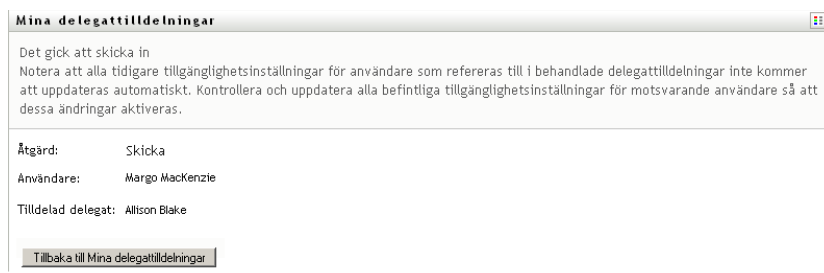 Mina delegattilldelningar
Det gick att skicka in
Notera att alla tidigare tillgänglighetsinställningar för användare som refereras till i behandlade delegattilldelningar inte kommer
att uppdateras automatiskt. Kontrollera och uppdatera alla befintliga tillgänglighetsinställningar för motsvarande användare så att
dessa ändringar aktiveras.
Åtgärd: Skicka
Användare: Margo MacKenzie
Tilldelad delegat: Allison Blake
Tillbaka till Mina delegattilldelningar